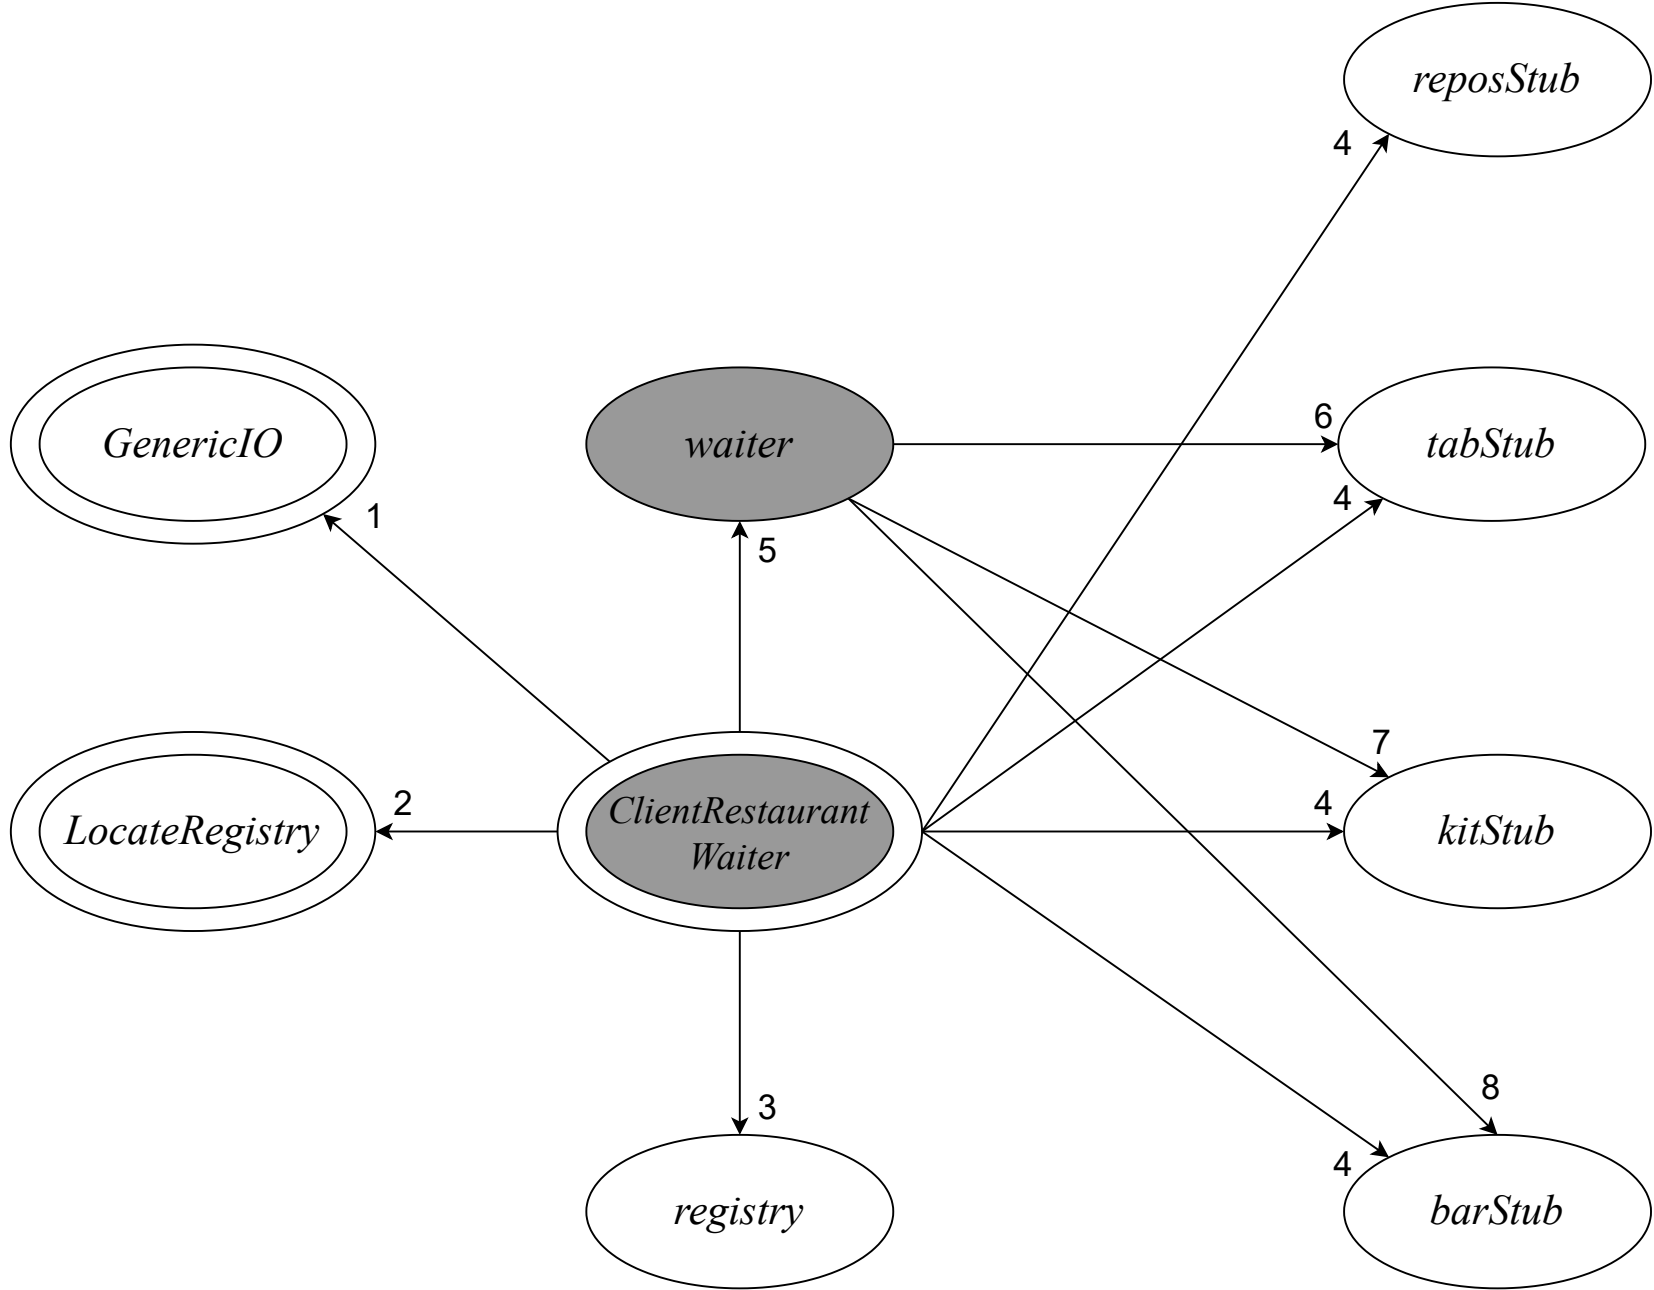 reposStub
4
GenericIO
waiter
6
tabStub
4
1
5
7
ClientRestaurant
Waiter
LocateRegistry
2
4
kitStub
3
8
4
registry
barStub